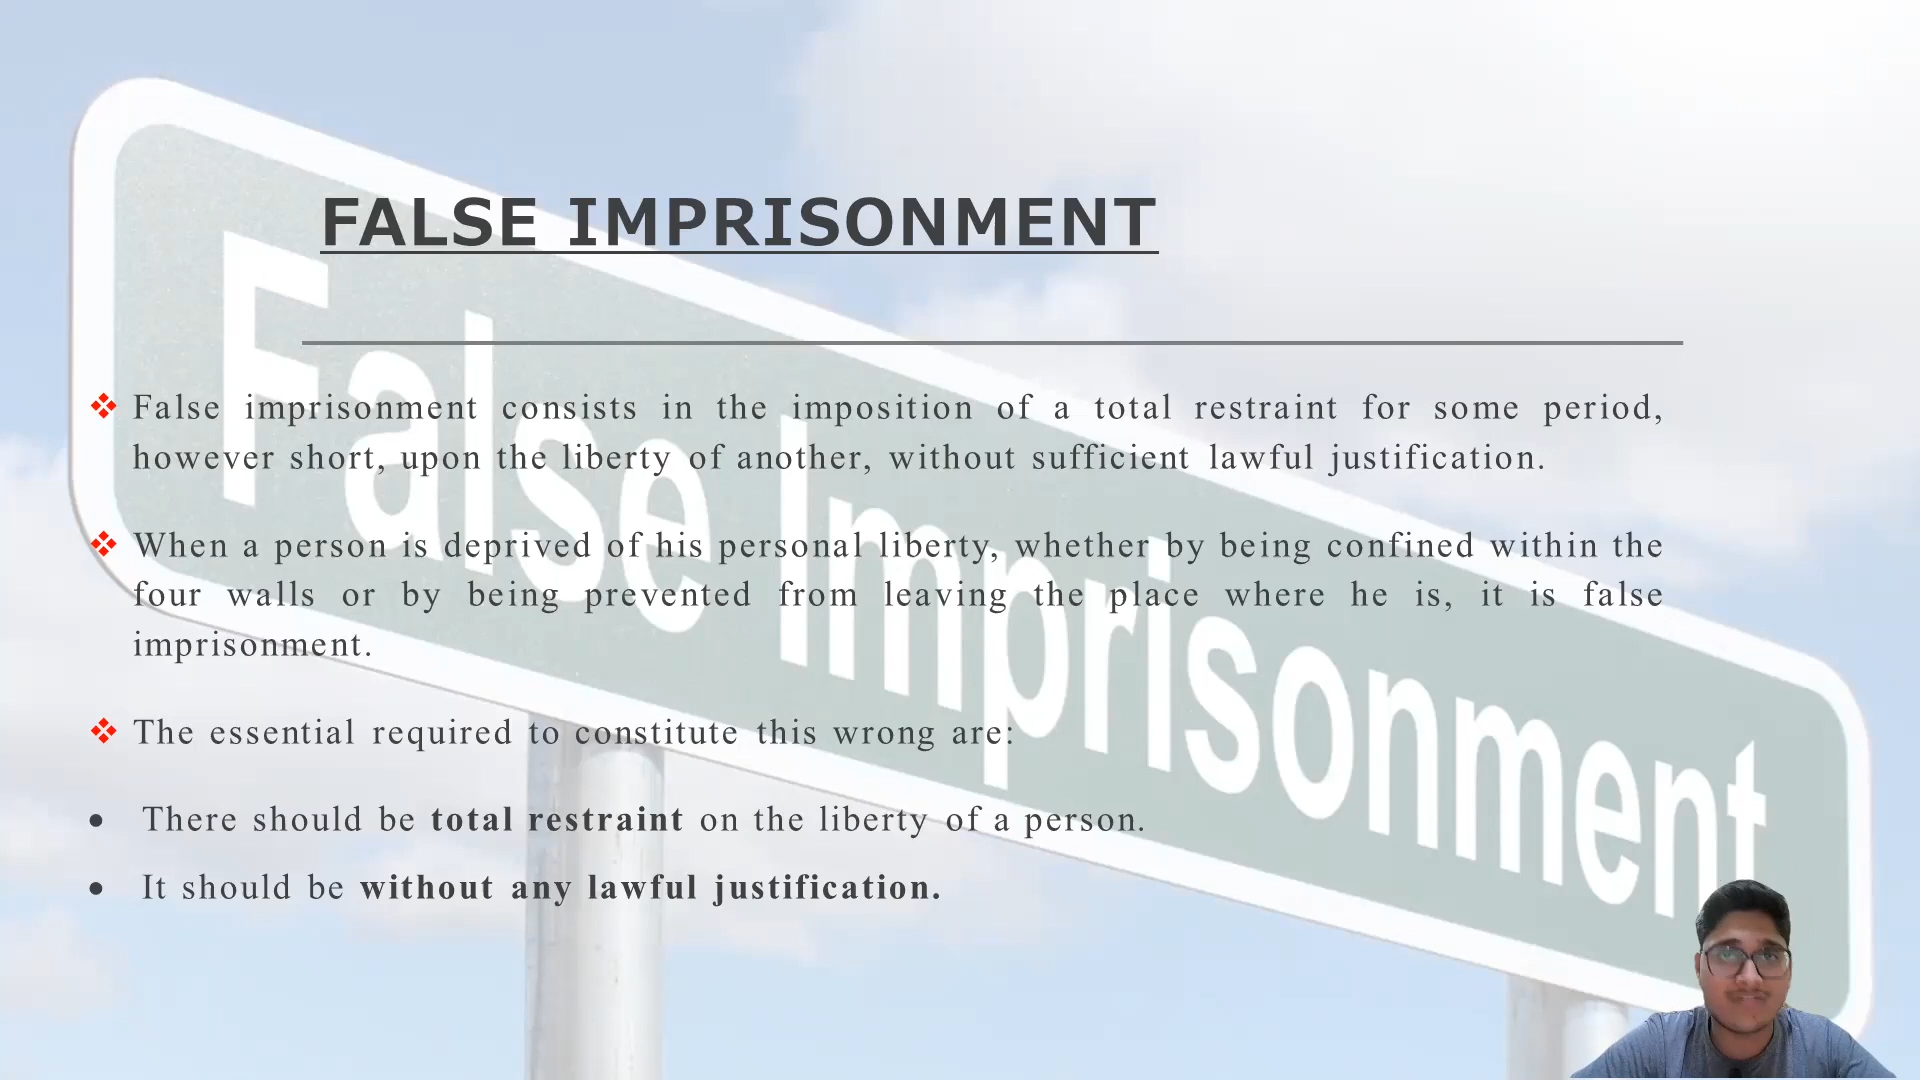 FALSE IMPRISONMENT
False imprisonment consists in the imposition of a total restraint for some period,
however short, upon the liberty of another, without sufficient lawful justification.
When a person is deprived of his personal liberty, whether by being confined within the
four walls or by being prevented from leaving the place where he is, it is false
imprisonment.
The essential required to constitute this wrong are:
There should be total restraint on the liberty of a person.
It should be without any lawful justification.
False Imprisonment